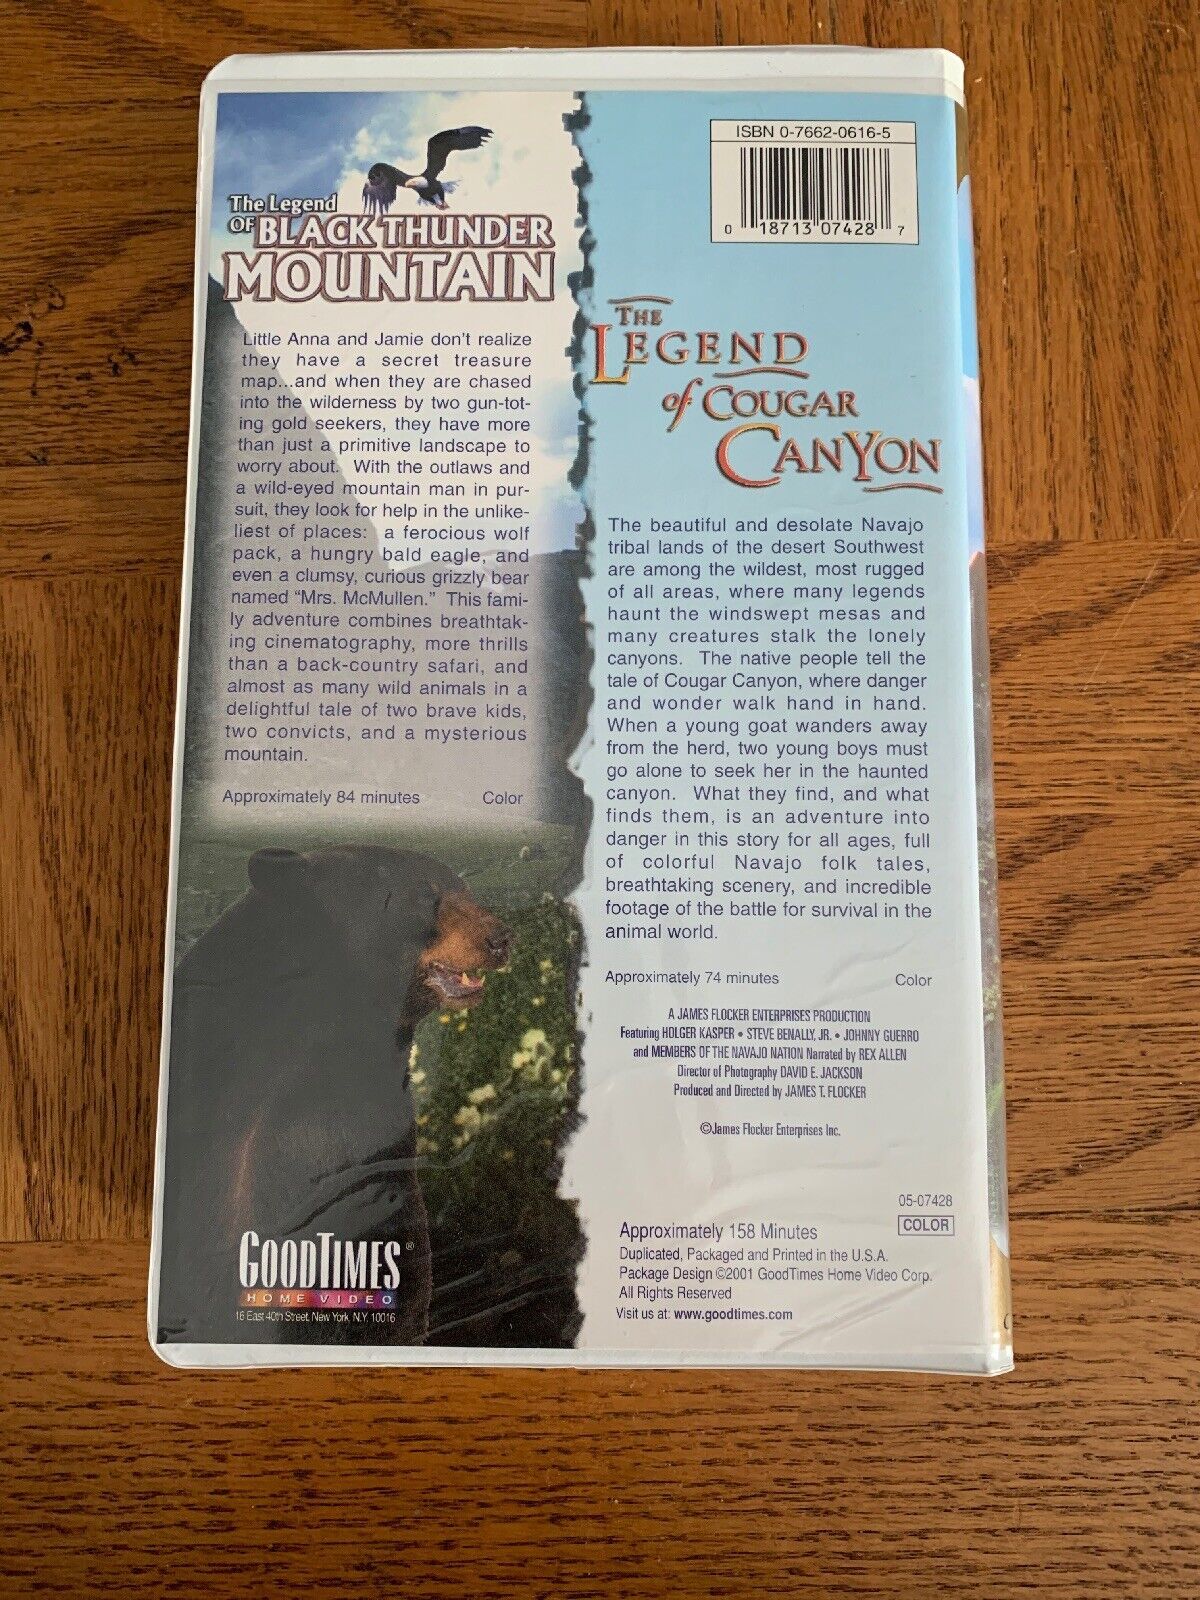 The Legend
OF BLACK THUNDER
MOUNTAIN
Little Anna and Jamie don't realize
they have a secret treasure
map...and when they are chased
into the wilderness by two gun-tot-
ing gold seekers, they have more
than just a primitive landscape to
worry about. With the outlaws and
a wild-eyed mountain man in pur-
suit, they look for help in the unlike-
liest of places: a ferocious wolf
pack, a hungry bald eagle, and
even a clumsy, curious grizzly bear
named "Mrs. McMullen." This fami-
ly adventure combines breathtak-
ing cinematography, more thrills
than a back-country safari, and
almost as many wild animals in a
delightful tale of two brave kids,
two convicts, and a mysterious
mountain.
Approximately 84 minutes Color
GOODTIMES®
HOME VIDEO
16 East 40th Street, New York, N.Y. 10016
ISBN 0-7662-0616-5
0 18713 07428 7
THE
LEGEND
of COUGAR
CANYON
The beautiful and desolate Navajo
tribal lands of the desert Southwest
are among the wildest, most rugged
of all areas, where many legends
haunt the windswept mesas and
many creatures stalk the lonely
canyons. The native people tell the
tale of Cougar Canyon, where danger
and wonder walk hand in hand.
When a young goat wanders away
from the herd, two young boys must
go alone to seek her in the haunted
canyon. What they find, and what
finds them, is an adventure into
danger in this story for all ages, full
of colorful Navajo folk tales,
breathtaking scenery, and incredible
footage of the battle for survival in the
animal world.
Approximately 74 minutes Color
A JAMES FLOCKER ENTERPRISES PRODUCTION
Featuring HOLGER KASPER • STEVE BENALLY, JR. • JOHNNY GUERRO
and MEMBERS OF THE NAVAJO NATION Narrated by REX ALLEN
Director of Photography DAVID E. JACKSON
Produced and Directed by JAMES T. FLOCKER
©James Flocker Enterprises Inc.
05-07428
COLOR
Approximately 158 Minutes
Duplicated, Packaged and Printed in the U.S.A.
Package Design ©2001 GoodTimes Home Video Corp.
All Rights Reserved
Visit us at: www.goodtimes.com